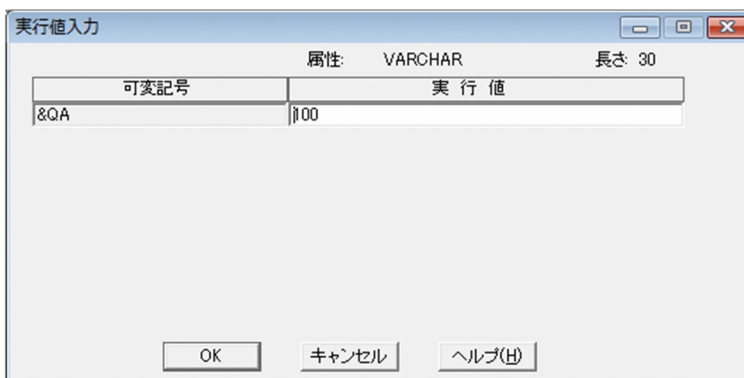 実行値入力
属性: VARCHAR 長さ: 30
可変記号 実 行 値
&QA j100
OK キャンセル ヘルプ(H)